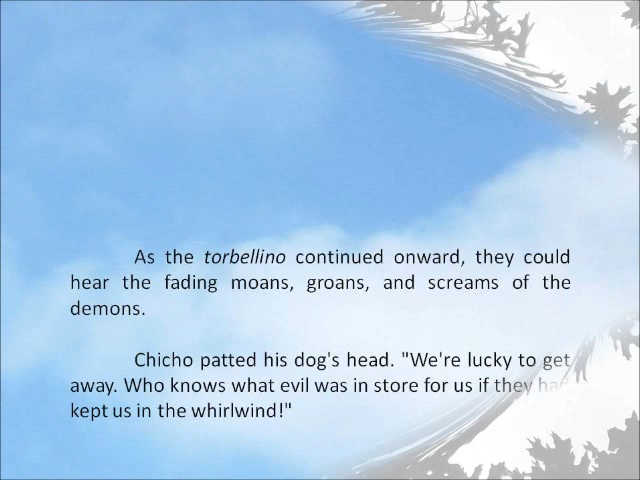 As the torbellino continued onward, they could
hear the fading moans, groans, and screams of the
demons.
Chicho patted his dog's head. "We're lucky to get
away. Who knows what evil was in store for us if they had
kept us in the whirlwind!"